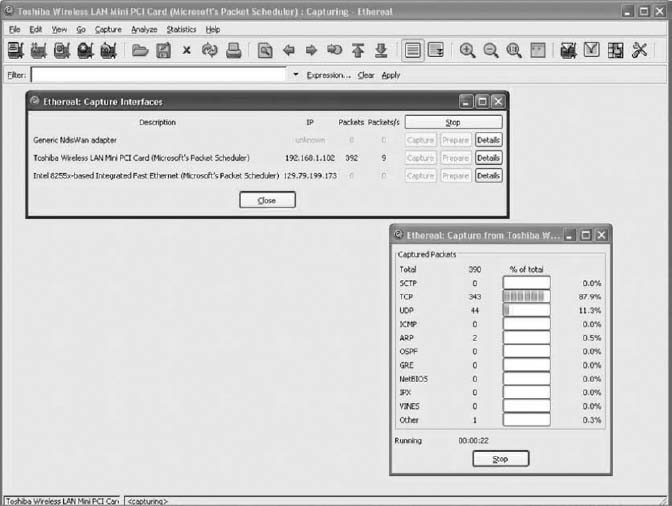 Toshiba Wireless LAN Mini PCI Card (Microsoft's Packet Scheduler) : Capturing - Ethereal
File Edit View Go Capture Analyze Statistics Help
Filter: Expression... Clear Apply
Ethereal: Capture Interfaces
Description IP Packets Packets/s Stop
Generic NdisWan adapter unknown 0 0 Capture Prepare Details
Toshiba Wireless LAN Mini PCI Card (Microsoft's Packet Scheduler) 192.168.1.102 392 9 Capture Prepare Details
Intel 8255x-based Integrated Fast Ethernet (Microsoft's Packet Scheduler) 129.79.199.173 0 0 Capture Prepare Details
Close
Ethereal: Capture from Toshiba W...
Captured Packets
Total 390 % of total
SCTP 0 0.0%
TCP 343 87.9%
UDP 44 11.3%
ICMP 0 0.0%
ARP 2 0.5%
OSPF 0 0.0%
GRE 0 0.0%
NetBIOS 0 0.0%
IPX 0 0.0%
VINES 0 0.0%
Other 1 0.3%
Running 00:00:22
Stop
Toshiba Wireless LAN Mini PCI Car <capturing>